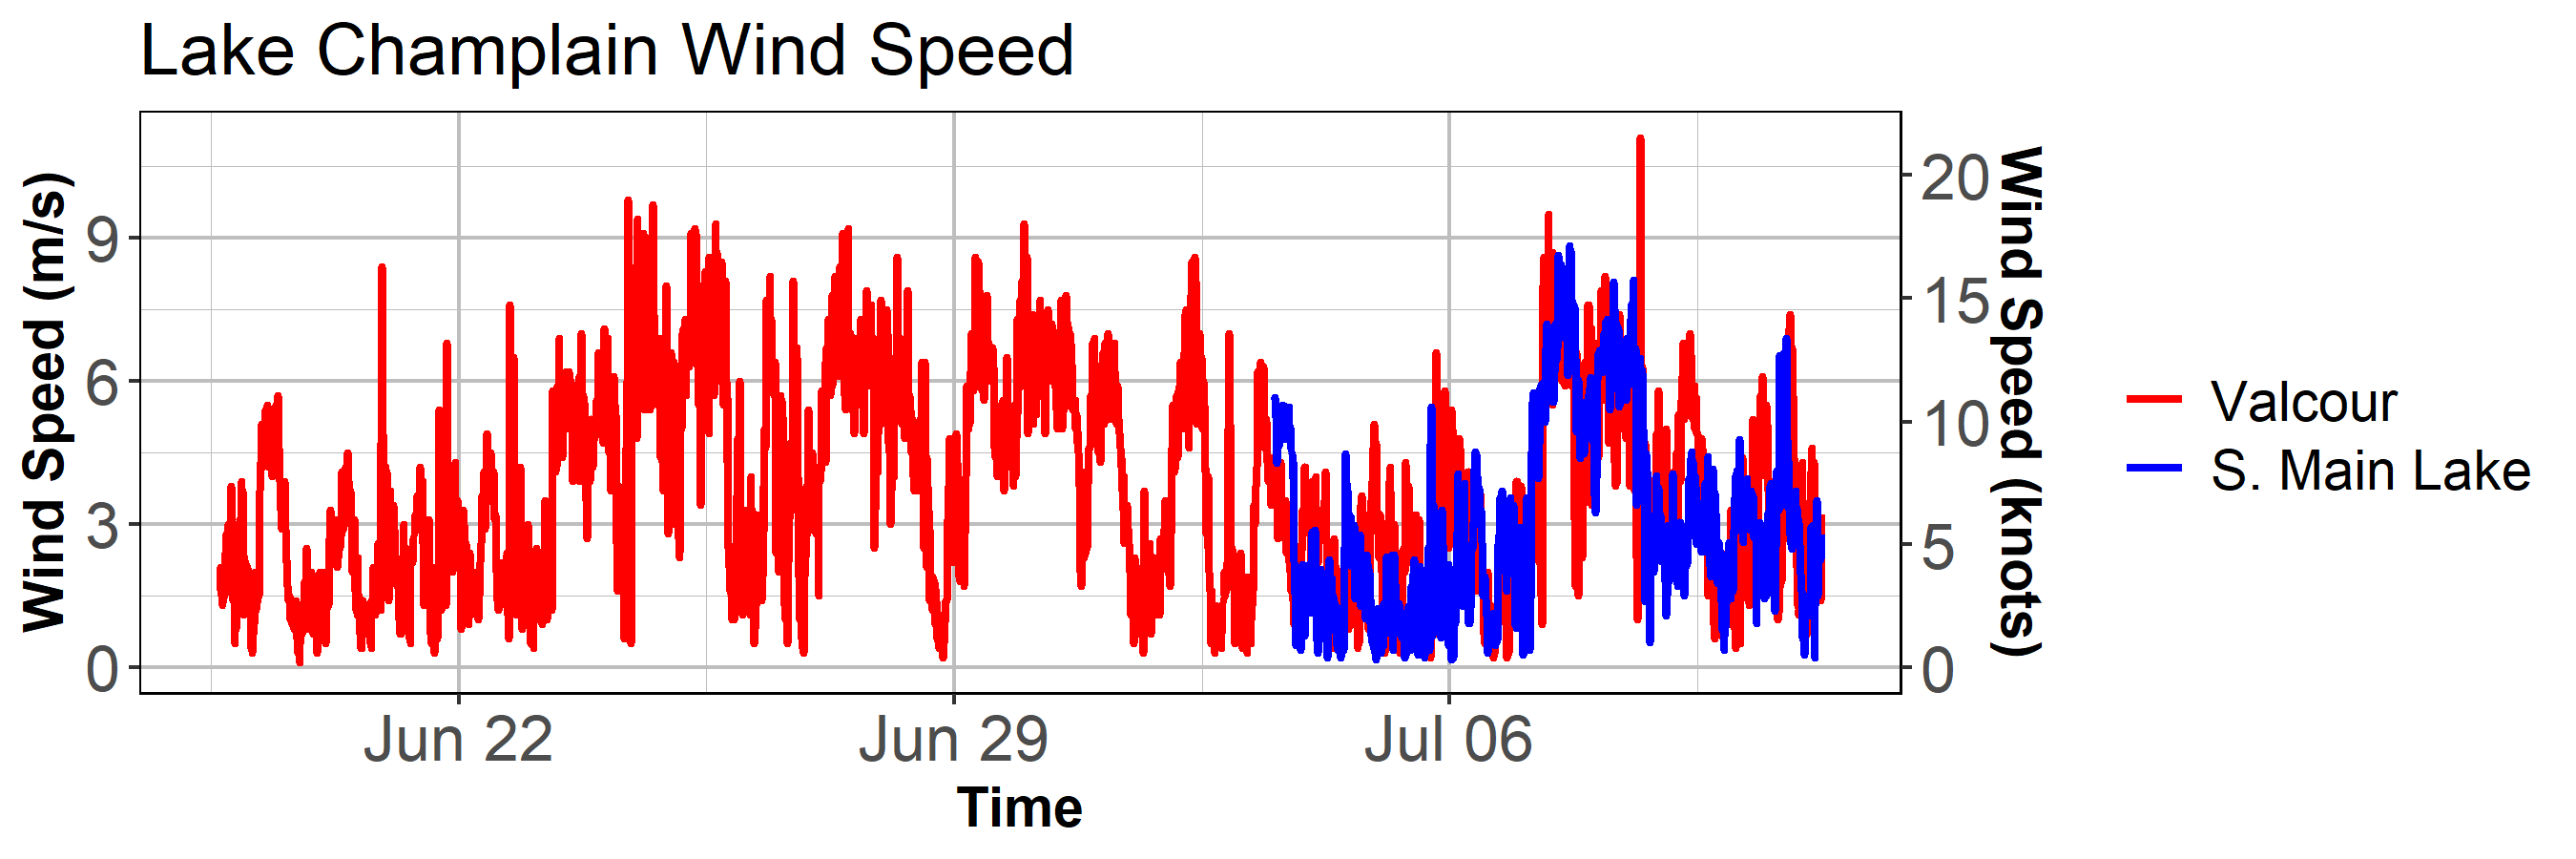 Lake Champlain Wind Speed
Wind Speed (m/s)
9
6
3
0
20
15
10
5
0
Wind Speed (knots)
Jun 22
Jun 29
Jul 06
Time
Valcour
S. Main Lake